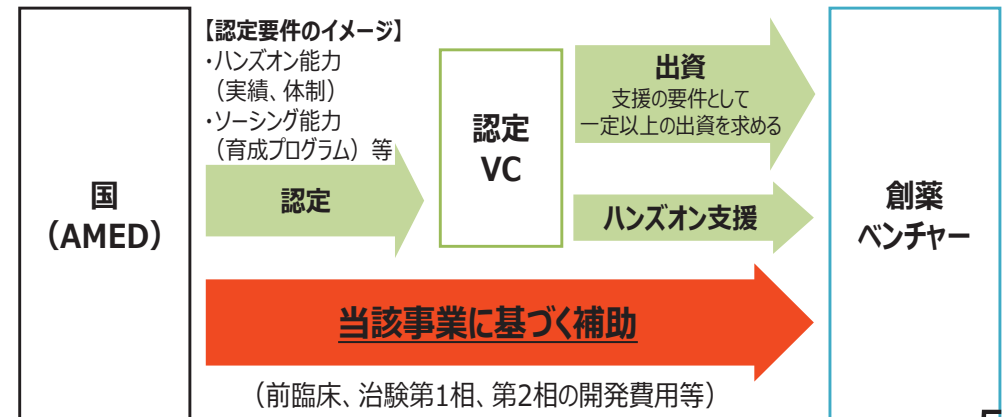 【認定要件のイメージ】
・ハンズオン能力
（実績、体制）
・ソーシング能力
（育成プログラム）等
国
（AMED）
認定
認定
VC
出資
支援の要件として
一定以上の出資を求める
ハンズオン支援
創薬
ベンチャー
当該事業に基づく補助
（前臨床、治験第1相、第2相の開発費用等）